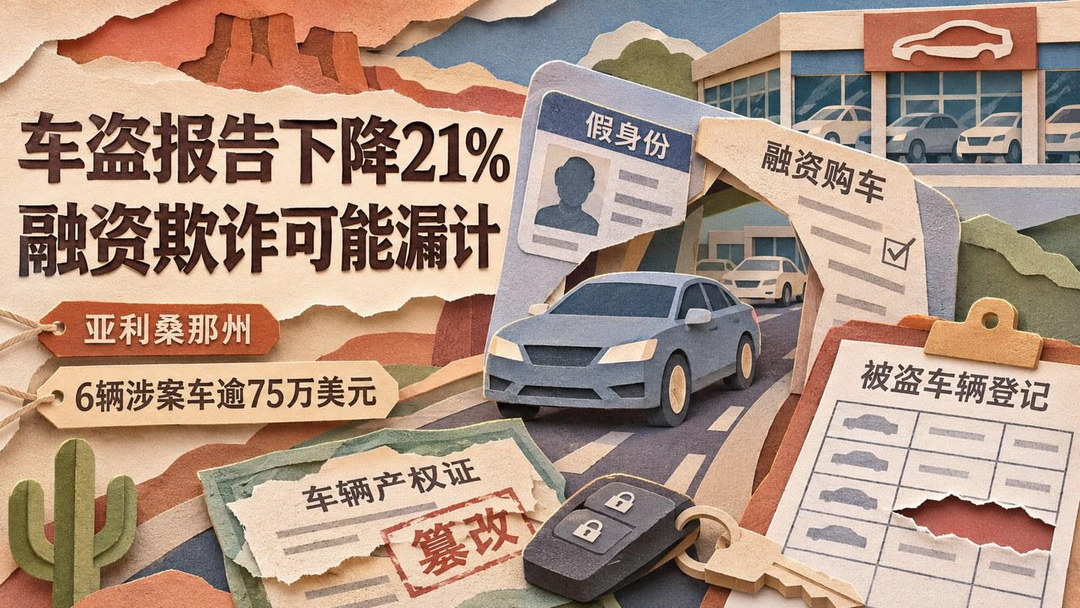 车盗报告下降21%
融资欺诈可能漏计
亚利桑那州
6辆涉案车逾75万美元
假身份
融资购车
被盗车辆登记
车辆产权证
篡改